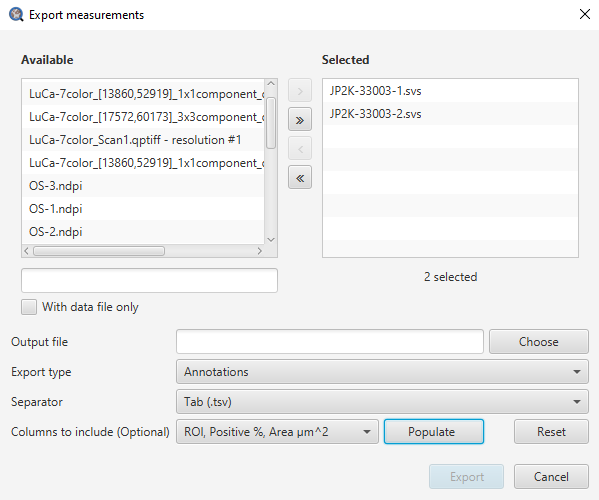 Export measurements
Available
LuCa-7color_[13860,52919]_1x1component_
LuCa-7color_[17572,60173]_3x3component_
LuCa-7color_Scan1.qptiff - resolution #1
LuCa-7color_[13860,52919]_1x1component_
OS-3.ndpi
OS-1.ndpi
OS-2.ndpi
Selected
JP2K-33003-1.svs
JP2K-33003-2.svs
2 selected
With data file only
Output file
Choose
Export type
Annotations
Separator
Tab (.tsv)
Columns to include (Optional)
ROI, Positive %, Area µm^2
Populate
Reset
Export
Cancel